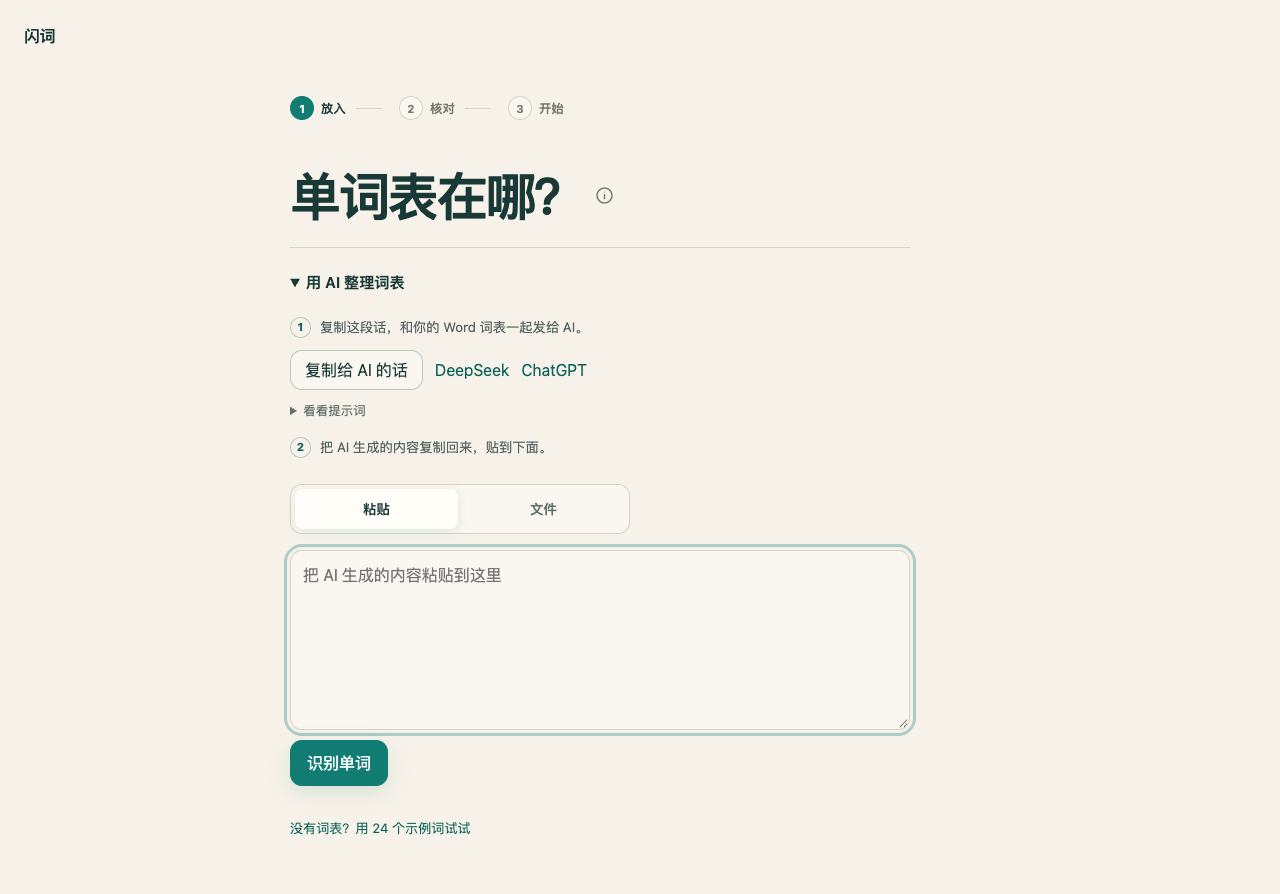 闪词
1 放入 2 核对 3 开始
单词表在哪?
用 AI 整理词表
1 复制这段话，和你的 Word 词表一起发给 AI。
复制给 AI 的话 DeepSeek ChatGPT
看看提示词
2 把 AI 生成的内容复制回来，贴到下面。
粘贴 文件
把 AI 生成的内容粘贴到这里
识别单词
没有词表？用 24 个示例词试试